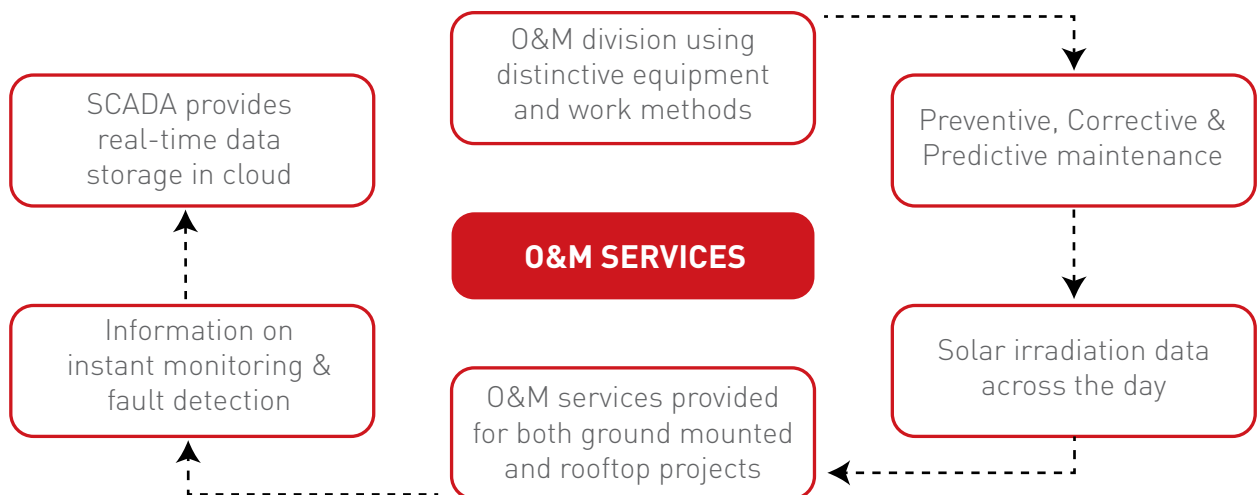 O&M division using
distinctive equipment
and work methods
Preventive, Corrective &
Predictive maintenance
Solar irradiation data
across the day
O&M services provided
for both ground mounted
and rooftop projects
Information on
instant monitoring &
fault detection
SCADA provides
real-time data
storage in cloud
O&M SERVICES